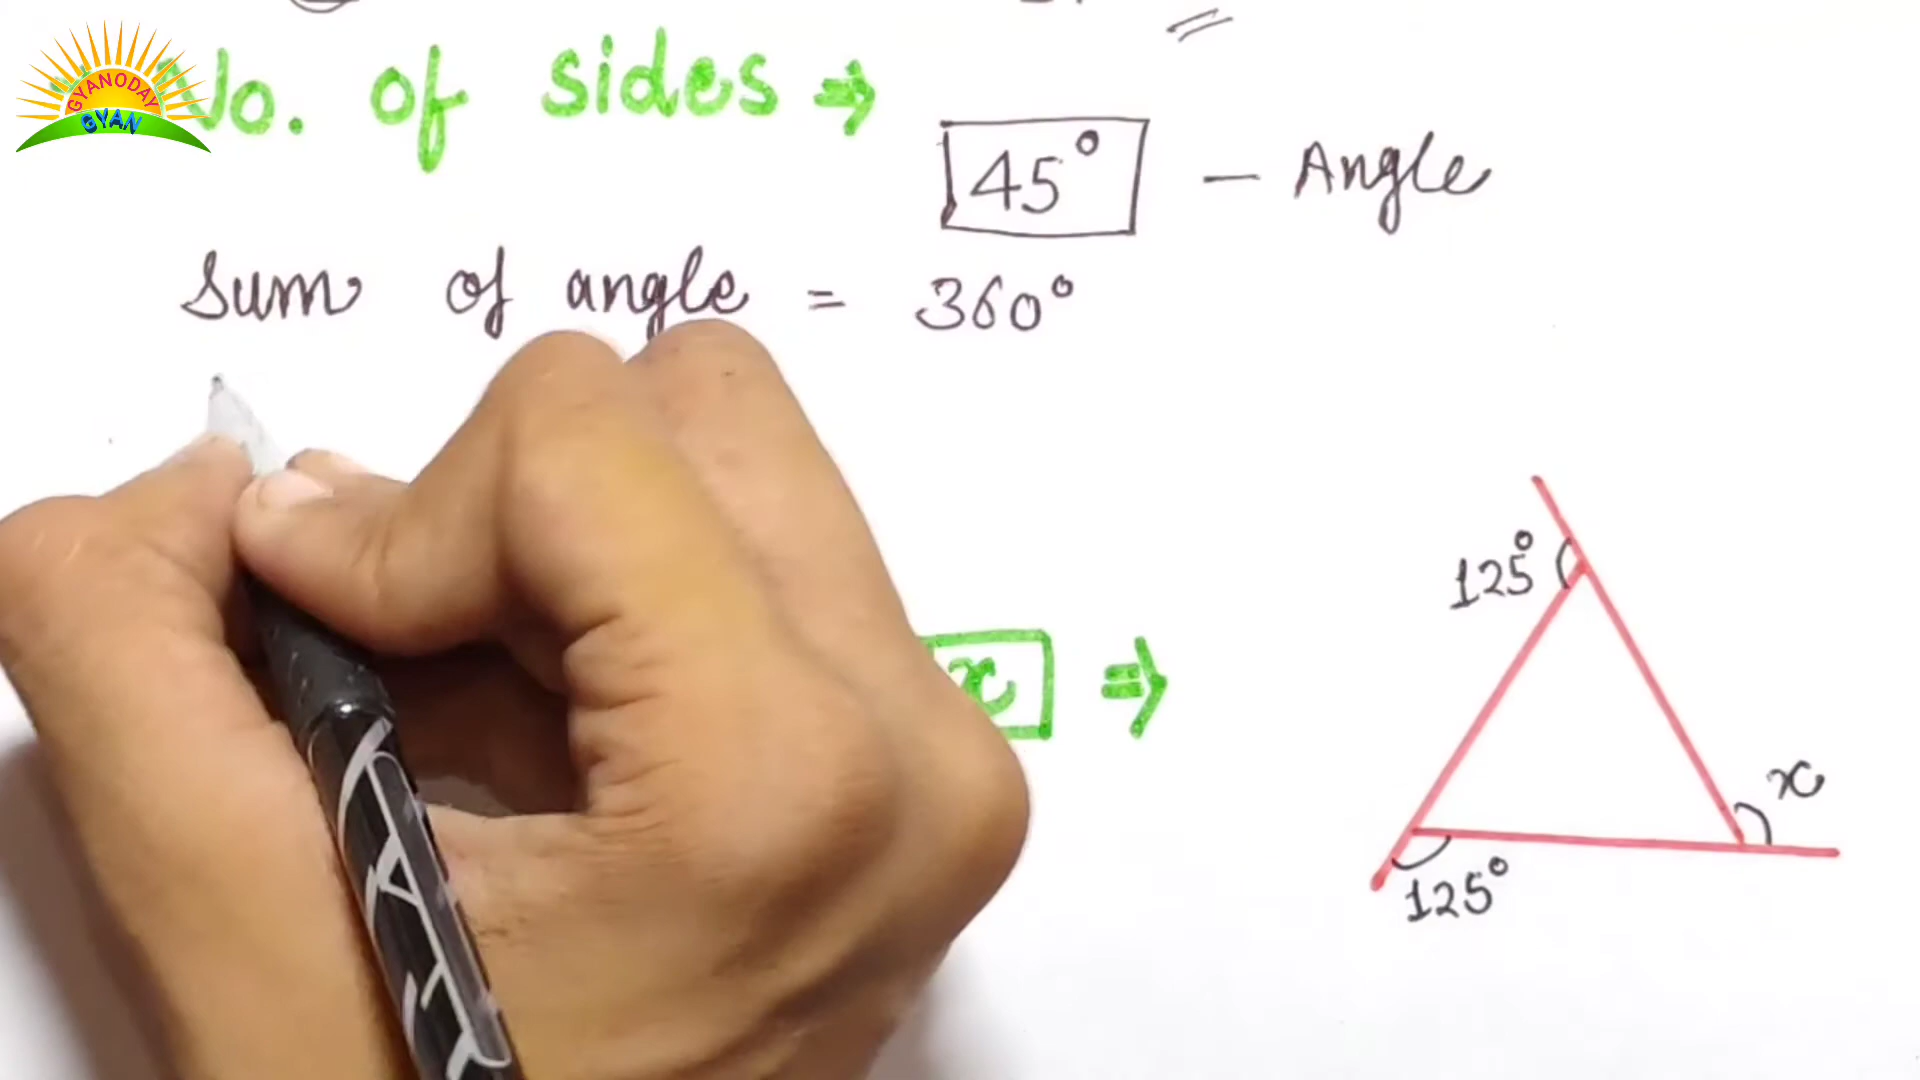 GYANODAY
GYAN
No. of sides ⇒
45° - Angle
Sum of angle = 360°
125°
x ⇒
x
125°